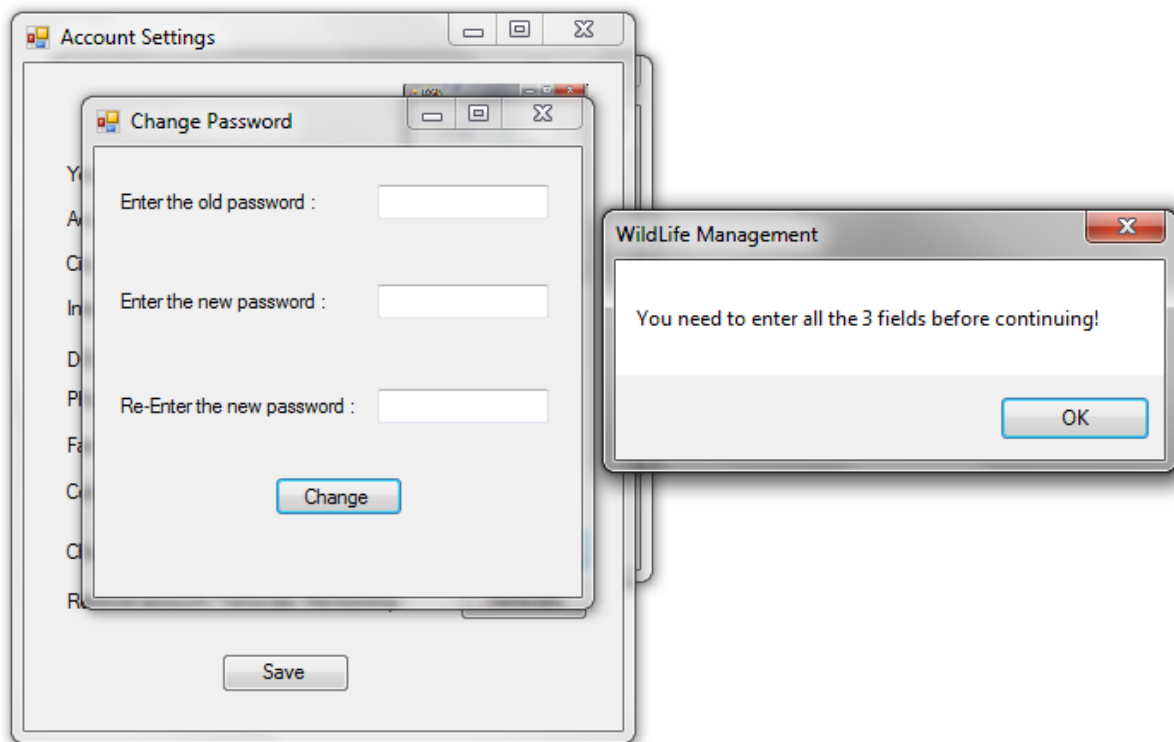 Account Settings
LOGIN
Change Password
Enter the old password :
Enter the new password :
Re-Enter the new password :
Change
Save
WildLife Management
You need to enter all the 3 fields before continuing!
OK